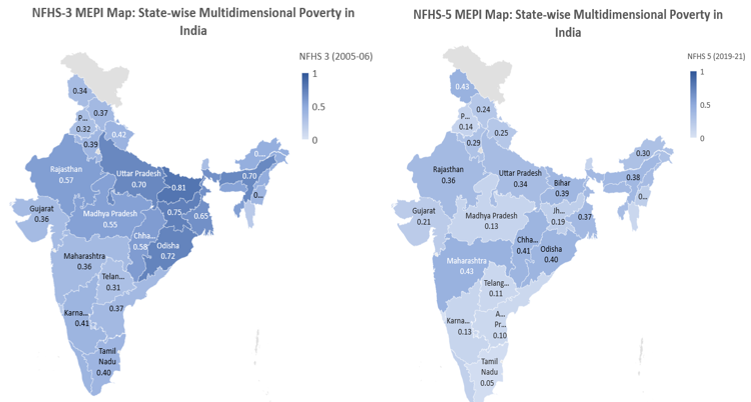 NFHS-3 MEPI Map: State-wise Multidimensional Poverty in
India
NFHS 3 (2005-06)
1
0.5
0
0.34
0.37
P...
0.32
0.39
0.42
Rajasthan
0.57
Uttar Pradesh
0.70
0.81
0....
0.70
0...
Gujarat
0.36
Madhya Pradesh
0.55
0.75
0.65
Chha...
0.58
Odisha
0.72
Maharashtra
0.36
Telan...
0.31
0.37
Karna...
0.41
Tamil
Nadu
0.40
NFHS-5 MEPI Map: State-wise Multidimensional Poverty in
India
NFHS 5 (2019-21)
1
0.5
0
0.43
0.24
P...
0.14
0.25
0.29
Rajasthan
0.36
Uttar Pradesh
0.34
Bihar
0.39
0.30
0.38
0...
Gujarat
0.21
Madhya Pradesh
0.13
Jh...
0.19
0.37
Chha...
0.41
Odisha
0.40
Maharashtra
0.43
Telang...
0.11
Karna...
0.13
A...
Pr...
0.10
Tamil
Nadu
0.05